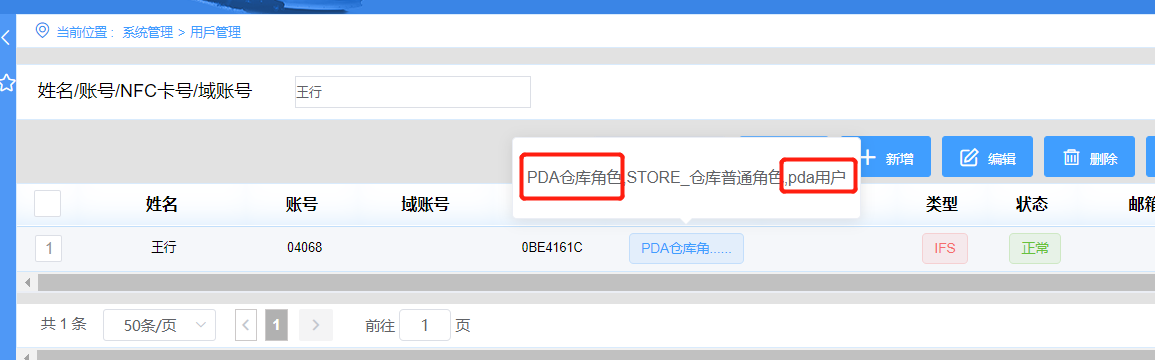 当前位置： 系统管理 > 用戶管理
姓名/账号/NFC卡号/域账号 王行
新增 编辑 删除
PDA仓库角色,STORE_仓库普通角色,pda用户
姓名 账号 域账号 类型 状态 邮箱
1 王行 04068 0BE4161C PDA仓库角...... IFS 正常
共 1 条 50条/页 1 前往 1 页